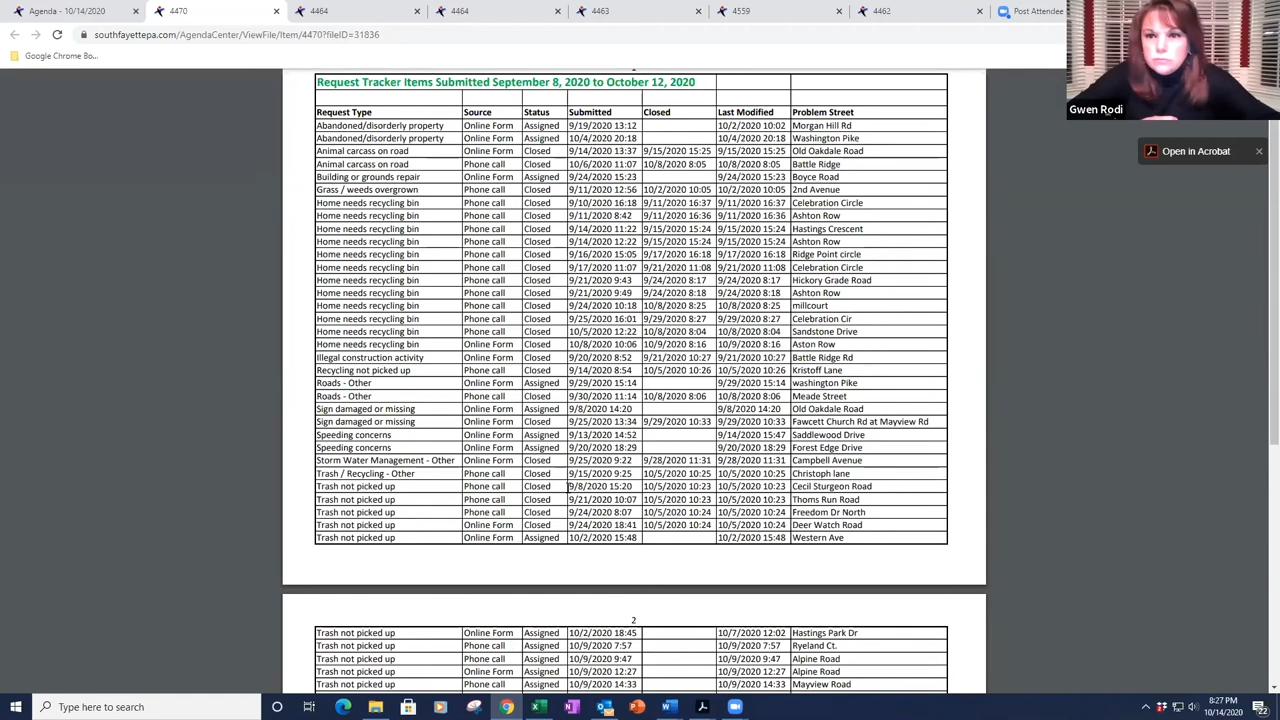 Agenda - 10/14/2020
4470
4464
4464
4463
4559
4462
Post Attendee
southfayettepa.com/AgendaCenter/ViewFile/Item/4470?fileID=31836
Google Chrome Bo...
Gwen Rodi
Open in Acrobat
Request Tracker Items Submitted September 8, 2020 to October 12, 2020
Request Type Source Status Submitted Closed Last Modified Problem Street
Abandoned/disorderly property Online Form Assigned 9/19/2020 13:12 10/2/2020 10:02 Morgan Hill Rd
Abandoned/disorderly property Online Form Assigned 10/4/2020 20:18 10/4/2020 20:18 Washington Pike
Animal carcass on road Online Form Closed 9/14/2020 13:37 9/15/2020 15:25 9/15/2020 15:25 Old Oakdale Road
Animal carcass on road Phone call Closed 10/6/2020 11:07 10/8/2020 8:05 10/8/2020 8:05 Battle Ridge
Building or grounds repair Online Form Assigned 9/24/2020 15:23 9/24/2020 15:23 Boyce Road
Grass / weeds overgrown Phone call Closed 9/11/2020 12:56 10/2/2020 10:05 10/2/2020 10:05 2nd Avenue
Home needs recycling bin Phone call Closed 9/10/2020 16:18 9/11/2020 16:37 9/11/2020 16:37 Celebration Circle
Home needs recycling bin Phone call Closed 9/11/2020 8:42 9/11/2020 16:36 9/11/2020 16:36 Ashton Row
Home needs recycling bin Phone call Closed 9/14/2020 11:22 9/15/2020 15:24 9/15/2020 15:24 Hastings Crescent
Home needs recycling bin Phone call Closed 9/14/2020 12:22 9/15/2020 15:24 9/15/2020 15:24 Ashton Row
Home needs recycling bin Phone call Closed 9/16/2020 15:05 9/17/2020 16:18 9/17/2020 16:18 Ridge Point circle
Home needs recycling bin Phone call Closed 9/17/2020 11:07 9/21/2020 11:08 9/21/2020 11:08 Celebration Circle
Home needs recycling bin Phone call Closed 9/21/2020 9:43 9/24/2020 8:17 9/24/2020 8:17 Hickory Grade Road
Home needs recycling bin Phone call Closed 9/21/2020 9:49 9/24/2020 8:18 9/24/2020 8:18 Ashton Row
Home needs recycling bin Phone call Closed 9/24/2020 10:18 10/8/2020 8:25 10/8/2020 8:25 millcourt
Home needs recycling bin Online Form Closed 9/25/2020 16:01 9/29/2020 8:27 9/29/2020 8:27 Celebration Cir
Home needs recycling bin Phone call Closed 10/5/2020 12:22 10/8/2020 8:04 10/8/2020 8:04 Sandstone Drive
Home needs recycling bin Online Form Closed 10/8/2020 10:06 10/9/2020 8:16 10/9/2020 8:16 Aston Row
Illegal construction activity Online Form Closed 9/20/2020 8:52 9/21/2020 10:27 9/21/2020 10:27 Battle Ridge Rd
Recycling not picked up Phone call Closed 9/14/2020 8:54 10/5/2020 10:26 10/5/2020 10:26 Kristoff Lane
Roads - Other Online Form Assigned 9/29/2020 15:14 9/29/2020 15:14 washington Pike
Roads - Other Phone call Closed 9/30/2020 11:14 10/8/2020 8:06 10/8/2020 8:06 Meade Street
Sign damaged or missing Online Form Assigned 9/8/2020 14:20 9/8/2020 14:20 Old Oakdale Road
Sign damaged or missing Online Form Closed 9/25/2020 13:34 9/29/2020 10:33 9/29/2020 10:33 Fawcett Church Rd at Mayview Rd
Speeding concerns Online Form Assigned 9/13/2020 14:52 9/14/2020 15:47 Saddlewood Drive
Speeding concerns Online Form Assigned 9/20/2020 18:29 9/20/2020 18:29 Forest Edge Drive
Storm Water Management - Other Online Form Closed 9/25/2020 9:22 9/28/2020 11:31 9/28/2020 11:31 Campbell Avenue
Trash / Recycling - Other Phone call Closed 9/15/2020 9:25 10/5/2020 10:25 10/5/2020 10:25 Christoph lane
Trash not picked up Phone call Closed 9/8/2020 15:20 10/5/2020 10:23 10/5/2020 10:23 Cecil Sturgeon Road
Trash not picked up Phone call Closed 9/21/2020 10:07 10/5/2020 10:23 10/5/2020 10:23 Thoms Run Road
Trash not picked up Phone call Closed 9/24/2020 8:07 10/5/2020 10:24 10/5/2020 10:24 Freedom Dr North
Trash not picked up Online Form Closed 9/24/2020 18:41 10/5/2020 10:24 10/5/2020 10:24 Deer Watch Road
Trash not picked up Online Form Assigned 10/2/2020 15:48 10/2/2020 15:48 Western Ave
2
Trash not picked up Online Form Assigned 10/2/2020 18:45 10/7/2020 12:02 Hastings Park Dr
Trash not picked up Phone call Assigned 10/9/2020 7:57 10/9/2020 7:57 Ryeland Ct.
Trash not picked up Phone call Assigned 10/9/2020 9:47 10/9/2020 9:47 Alpine Road
Trash not picked up Online Form Assigned 10/9/2020 12:27 10/9/2020 12:27 Alpine Road
Trash not picked up Phone call Assigned 10/9/2020 14:33 10/9/2020 14:33 Mayview Road
Type here to search
8:27 PM
10/14/2020
22